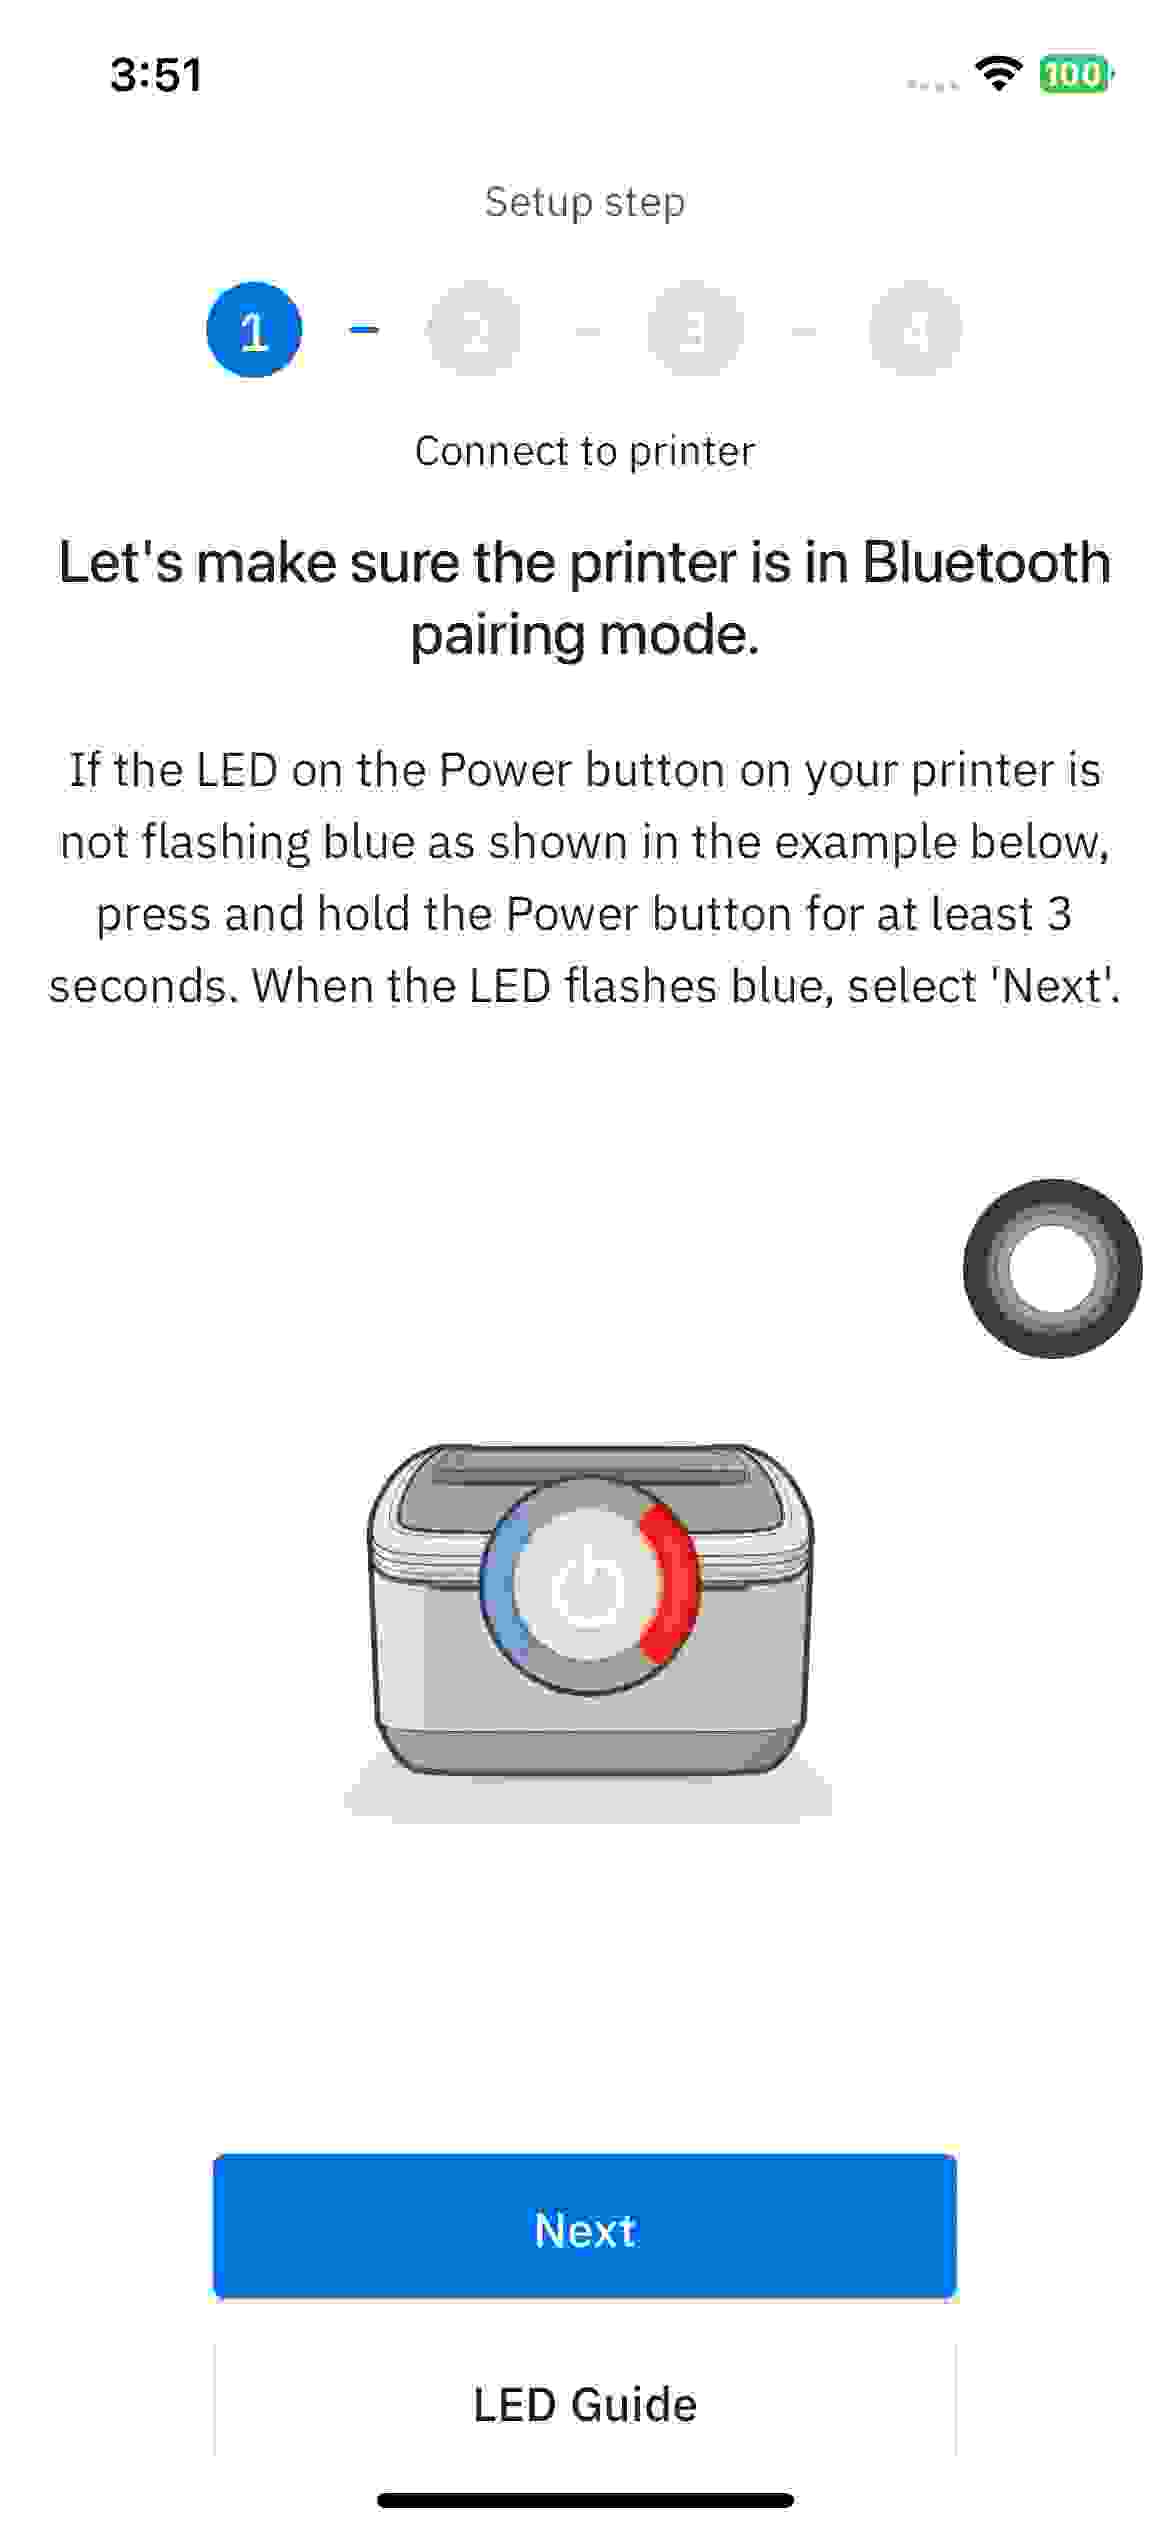 3:51
100
Setup step
1 2 3 4
Connect to printer
Let's make sure the printer is in Bluetooth
pairing mode.
If the LED on the Power button on your printer is
not flashing blue as shown in the example below,
press and hold the Power button for at least 3
seconds. When the LED flashes blue, select 'Next'.
Next
LED Guide